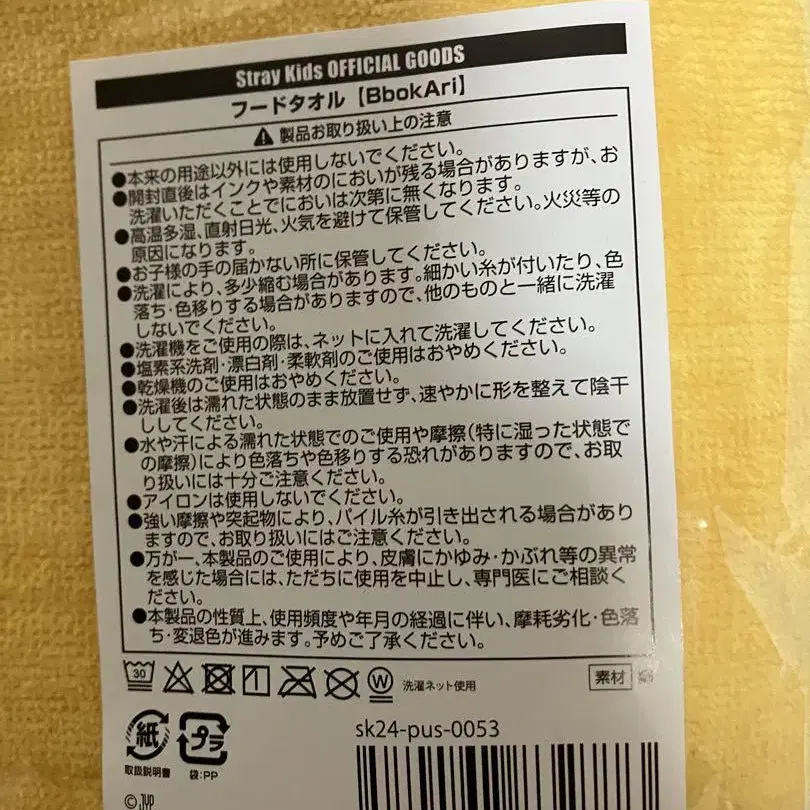 Stray Kids OFFICIAL GOODS
フードタオル【BbokAri】
⚠ 製品お取り扱い上の注意
●本来の用途以外には使用しないでください。
●開封直後はインクや素材のにおいが残る場合がありますが、お
洗濯いただくことでにおいは次第に無くなります。
●高温多湿、直射日光、火気を避けて保管してください。火災等の
原因になります。
●お子様の手の届かない所に保管してください。
●洗濯により、多少縮む場合があります。細かい糸が付いたり、色
落ち・色移りする場合がありますので、他のものと一緒に洗濯
しないでください。
●洗濯機をご使用の際は、ネットに入れて洗濯してください。
●塩素系洗剤・漂白剤・柔軟剤のご使用はおやめください。
●乾燥機のご使用はおやめください。
●洗濯後は濡れた状態のまま放置せず、速やかに形を整えて陰干
ししてください。
●水や汗による濡れた状態でのご使用や摩擦(特に湿った状態で
の摩擦)により色落ちや色移りする恐れがありますので、お取
り扱いには十分ご注意ください。
●アイロンは使用しないでください。
●強い摩擦や突起物により、パイル糸が引き出される場合があり
ますので、お取り扱いにはご注意ください。
●万が一、本製品のご使用により、皮膚にかゆみ・かぶれ等の異常
を感じた場合には、ただちに使用を中止し、専門医にご相談く
ださい。
●本製品の性質上、使用頻度や年月の経過に伴い、摩耗劣化・色落
ち・変退色が進みます。予めご了承ください。
30 W 洗濯ネット使用
素材
紙 プラ
取扱説明書 袋:PP
sk24-pus-0053
© JYP